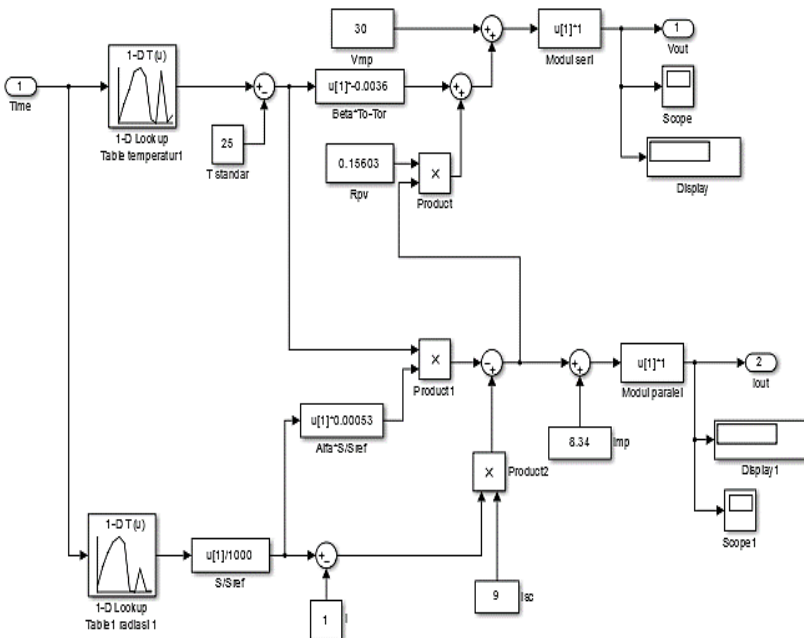 1
Time
1-D T(u)
1-D Lookup
Table temperatur1
25
T standar
30
Vmp
u[1]*-0.0036
Beta*To-Tor
0.15603
Rpv
×
Product
u[1]*1
Modul seri
1
Vout
Scope
Display
×
Product1
u[1]*0.00053
Alfa*S/Sref
×
Product2
u[1]*1
Modul paralel
2
Iout
8.34
Imp
Display1
Scope1
1-D T(u)
1-D Lookup
Table1 radiasi1
u[1]/1000
S/Sref
1
9
Isc